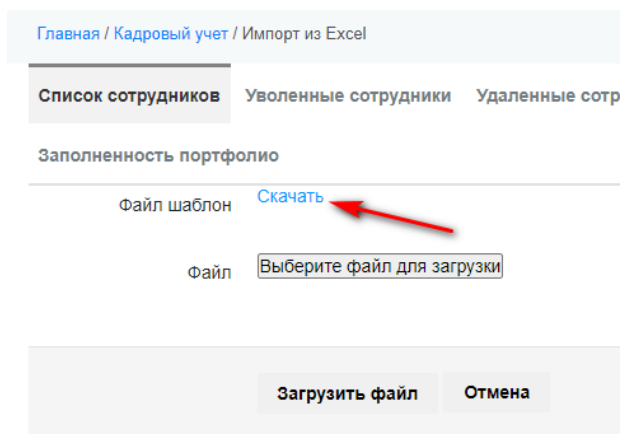 Главная / Кадровый учет / Импорт из Excel
Список сотрудников Уволенные сотрудники Удаленные сотр
Заполненность портфолио
Файл шаблон Скачать
Файл Выберите файл для загрузки
Загрузить файл Отмена